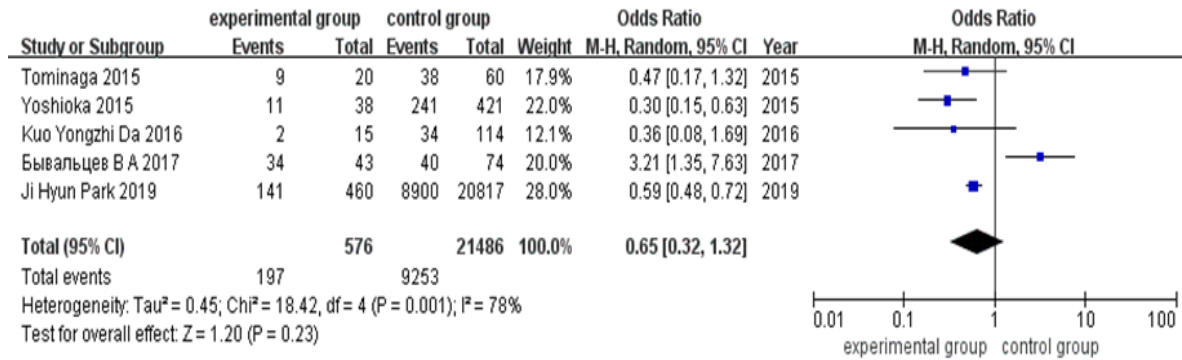 experimental group control group Odds Ratio Odds Ratio
Study or Subgroup Events Total Events Total Weight M-H, Random, 95% CI Year M-H, Random, 95% CI
Tominaga 2015 9 20 38 60 17.9% 0.47 [0.17, 1.32] 2015
Yoshioka 2015 11 38 241 421 22.0% 0.30 [0.15, 0.63] 2015
Kuo Yongzhi Da 2016 2 15 34 114 12.1% 0.36 [0.08, 1.69] 2016
Бывальцев В А 2017 34 43 40 74 20.0% 3.21 [1.35, 7.63] 2017
Ji Hyun Park 2019 141 460 8900 20817 28.0% 0.59 [0.48, 0.72] 2019
Total (95% CI) 576 21486 100.0% 0.65 [0.32, 1.32]
Total events 197 9253
Heterogeneity: Tau² = 0.45; Chi² = 18.42, df = 4 (P = 0.001); I² = 78%
Test for overall effect: Z = 1.20 (P = 0.23)
0.01 0.1 1 10 100
experimental group control group